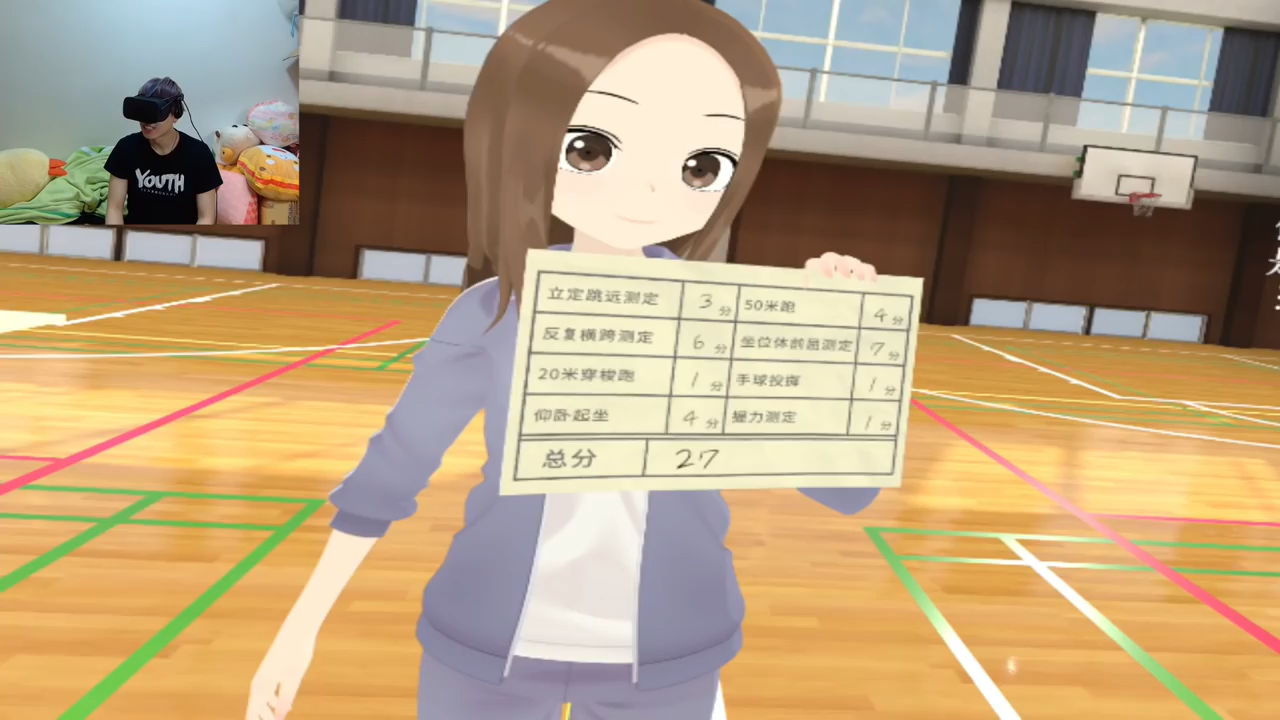 YOUTH
立定跳远测定 3分 50米跑 4分
反复横跨测定 6分 坐位体前屈测定 7分
20米穿梭跑 1分 手球投掷 1分
仰卧起坐 4分 握力测定 1分
总分 27